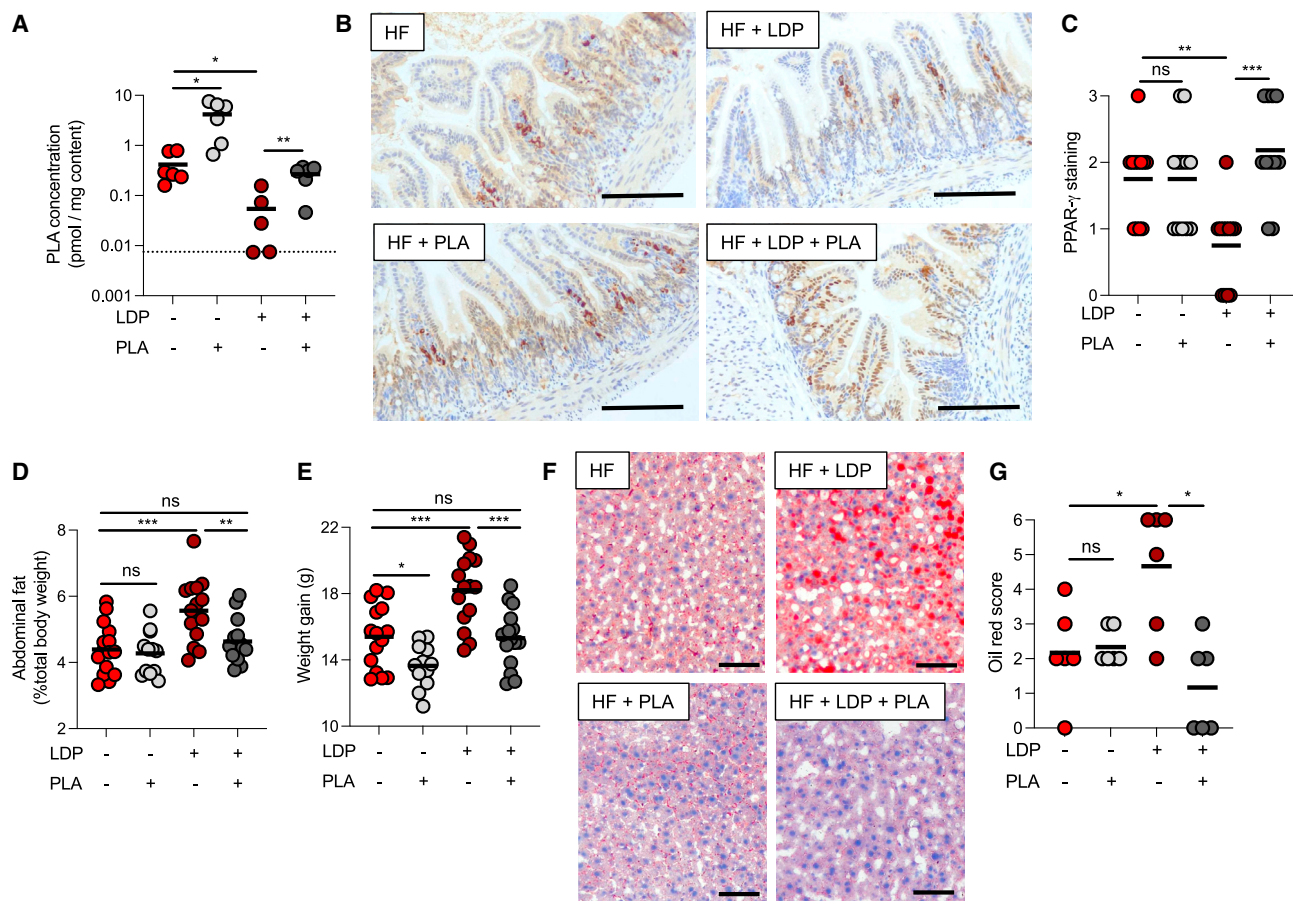 A
PLA concentration
(pmol / mg content)
10
1
0.1
0.01
0.001
*
*
**
LDP - - + +
PLA - + - +
B
HF
HF + LDP
HF + PLA
HF + LDP + PLA
C
PPAR-γ staining
3
2
1
0
**
ns
***
LDP - - + +
PLA - + - +
D
Abdominal fat
(%total body weight)
8
6
4
2
ns
***
**
ns
LDP - - + +
PLA - + - +
E
Weight gain (g)
22
18
14
10
ns
***
***
*
LDP - - + +
PLA - + - +
F
HF
HF + LDP
HF + PLA
HF + LDP + PLA
G
Oil red score
6
5
4
3
2
1
0
*
*
ns
LDP - - + +
PLA - + - +